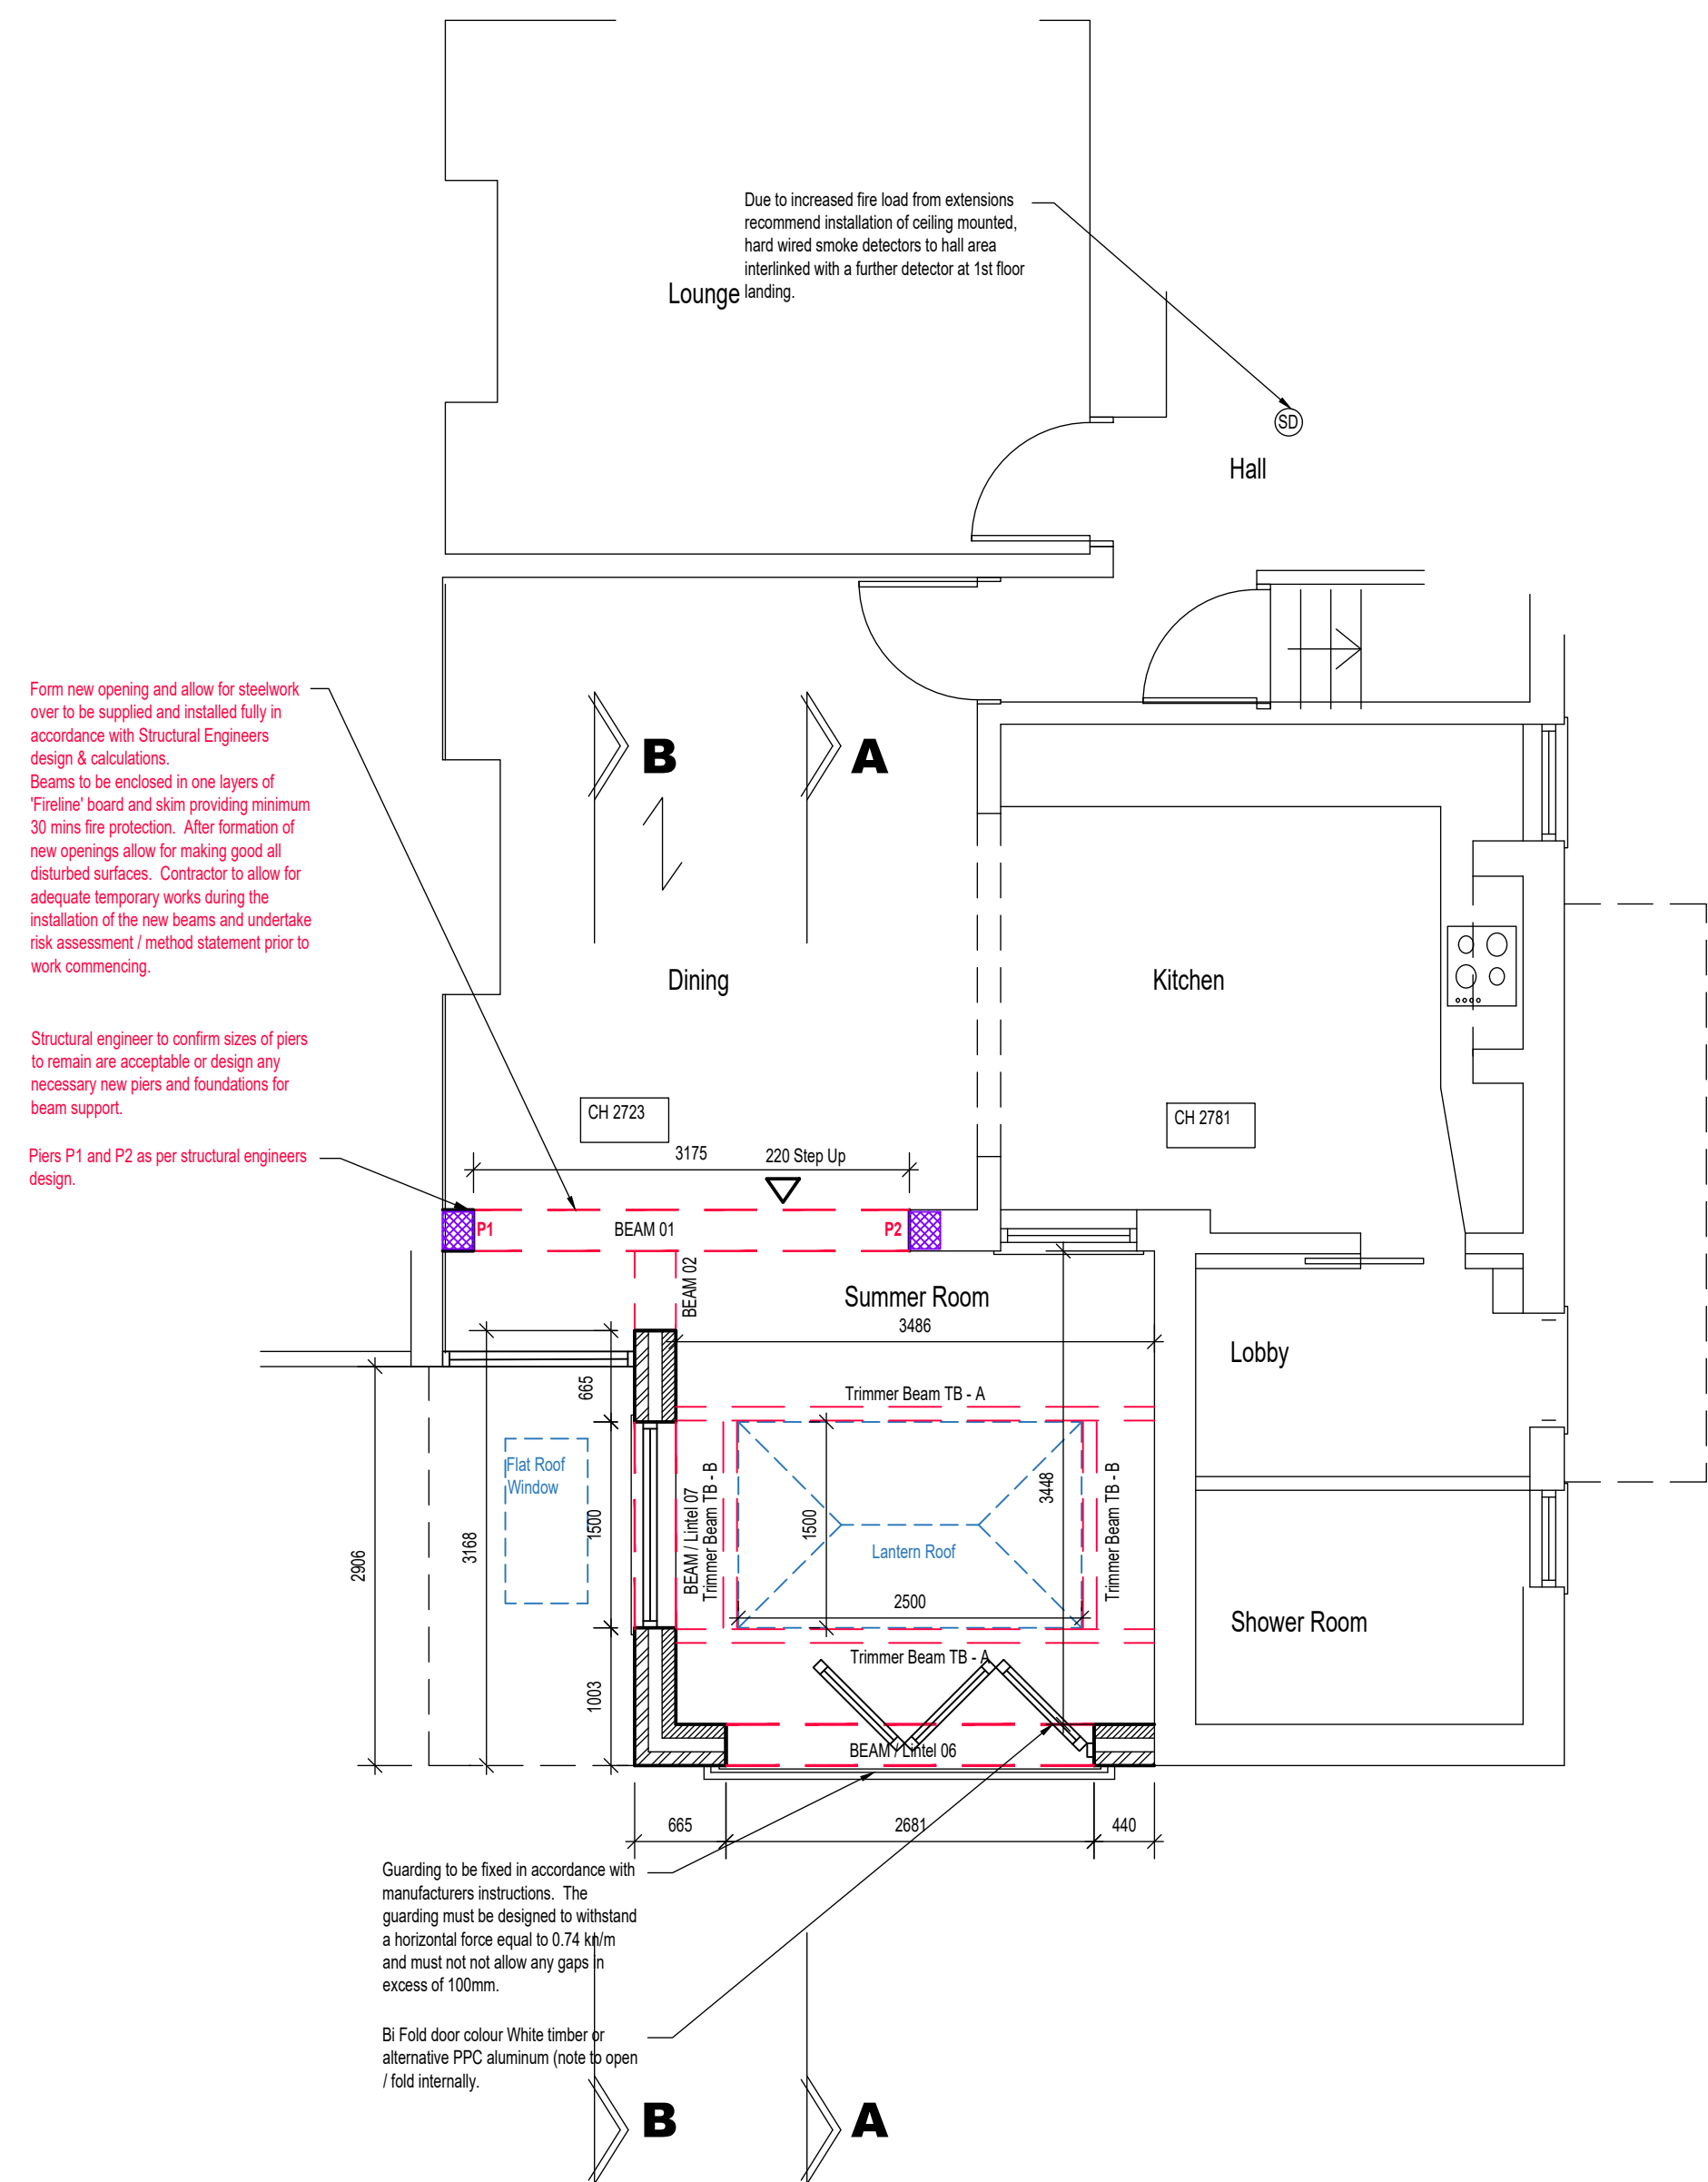 Due to increased fire load from extensions
recommend installation of ceiling mounted,
hard wired smoke detectors to hall area
interlinked with a further detector at 1st floor
landing.
Lounge
SD
Hall
Form new opening and allow for steelwork
over to be supplied and installed fully in
accordance with Structural Engineers
design & calculations.
Beams to be enclosed in one layers of
'Fireline' board and skim providing minimum
30 mins fire protection. After formation of
new openings allow for making good all
disturbed surfaces. Contractor to allow for
adequate temporary works during the
installation of the new beams and undertake
risk assessment / method statement prior to
work commencing.
B
A
Dining
Kitchen
Structural engineer to confirm sizes of piers
to remain are acceptable or design any
necessary new piers and foundations for
beam support.
CH 2723
CH 2781
Piers P1 and P2 as per structural engineers
design.
3175
220 Step Up
P1
BEAM 01
P2
BEAM 02
Summer Room
3486
Lobby
665
Trimmer Beam TB - A
Flat Roof
Window
2906
3168
1500
BEAM / Lintel 07
Trimmer Beam TB - B
1500
3448
Trimmer Beam TB - B
Lantern Roof
2500
Shower Room
Trimmer Beam TB - A
1003
BEAM / Lintel 06
665
2681
440
Guarding to be fixed in accordance with
manufacturers instructions. The
guarding must be designed to withstand
a horizontal force equal to 0.74 kn/m
and must not not allow any gaps in
excess of 100mm.
Bi Fold door colour White timber or
alternative PPC aluminum (note to open
/ fold internally.
B
A